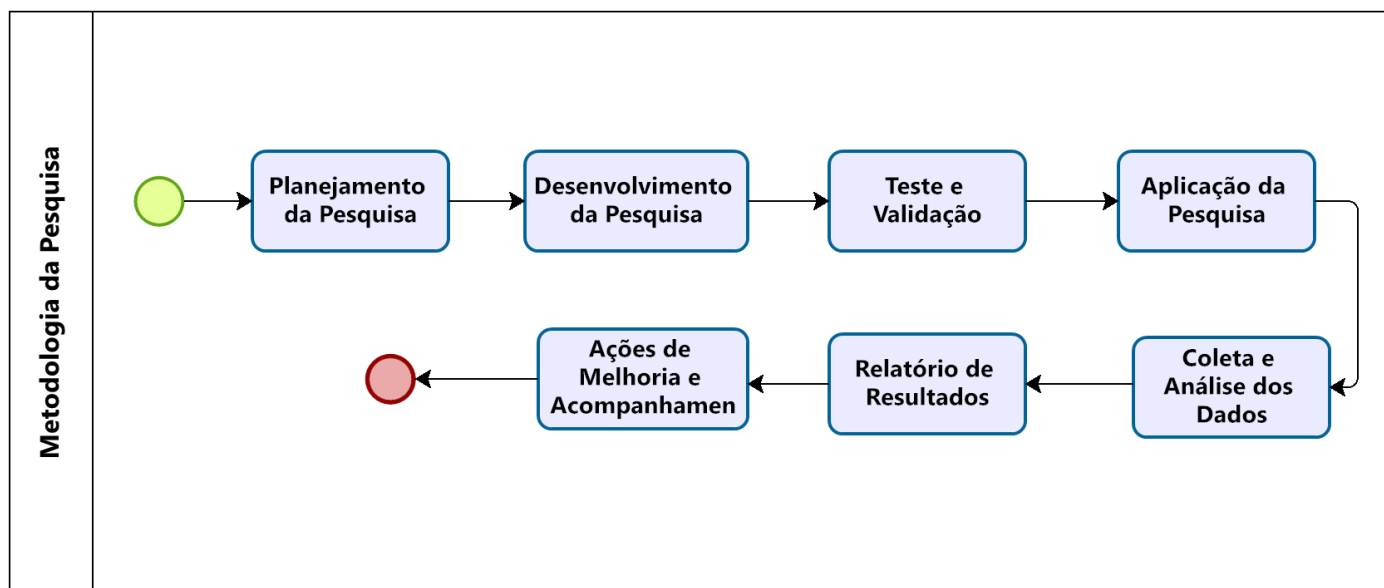 Metodologia da Pesquisa
Planejamento
da Pesquisa
Desenvolvimento
da Pesquisa
Teste e
Validação
Aplicação da
Pesquisa
Coleta e
Análise dos
Dados
Relatório de
Resultados
Ações de
Melhoria e
Acompanhamen